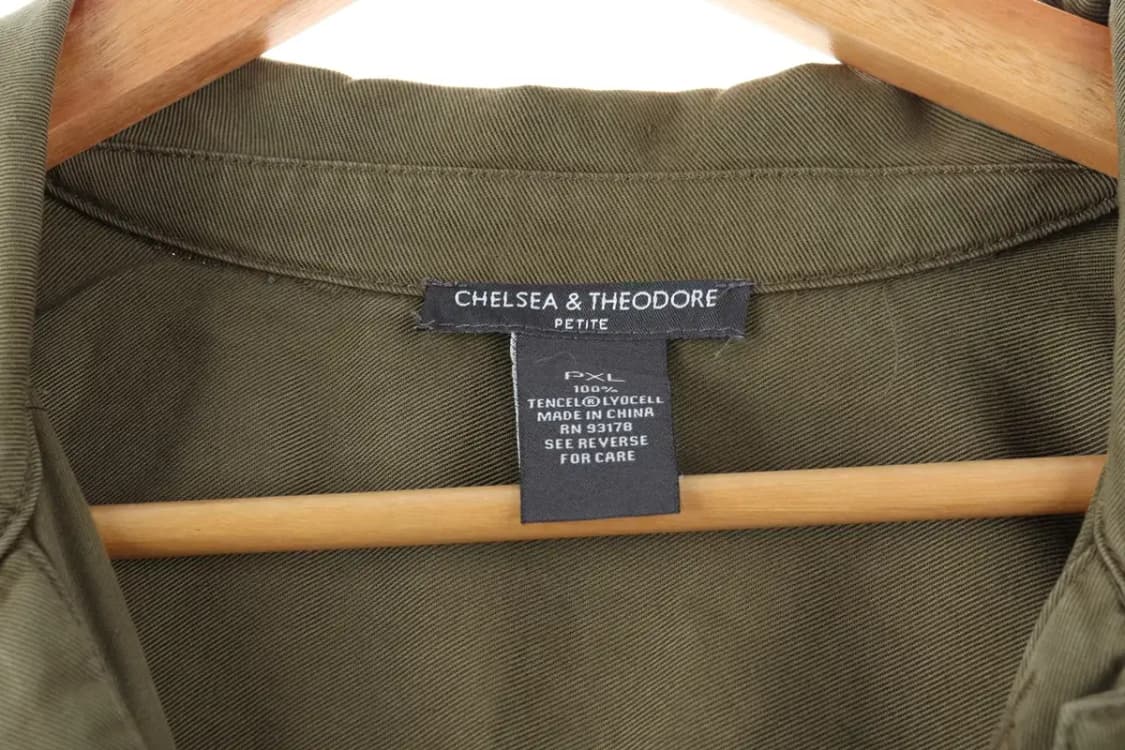 CHELSEA & THEODORE
PETITE
PXL
100%
TENCEL®LYOCELL
MADE IN CHINA
RN 93178
SEE REVERSE
FOR CARE